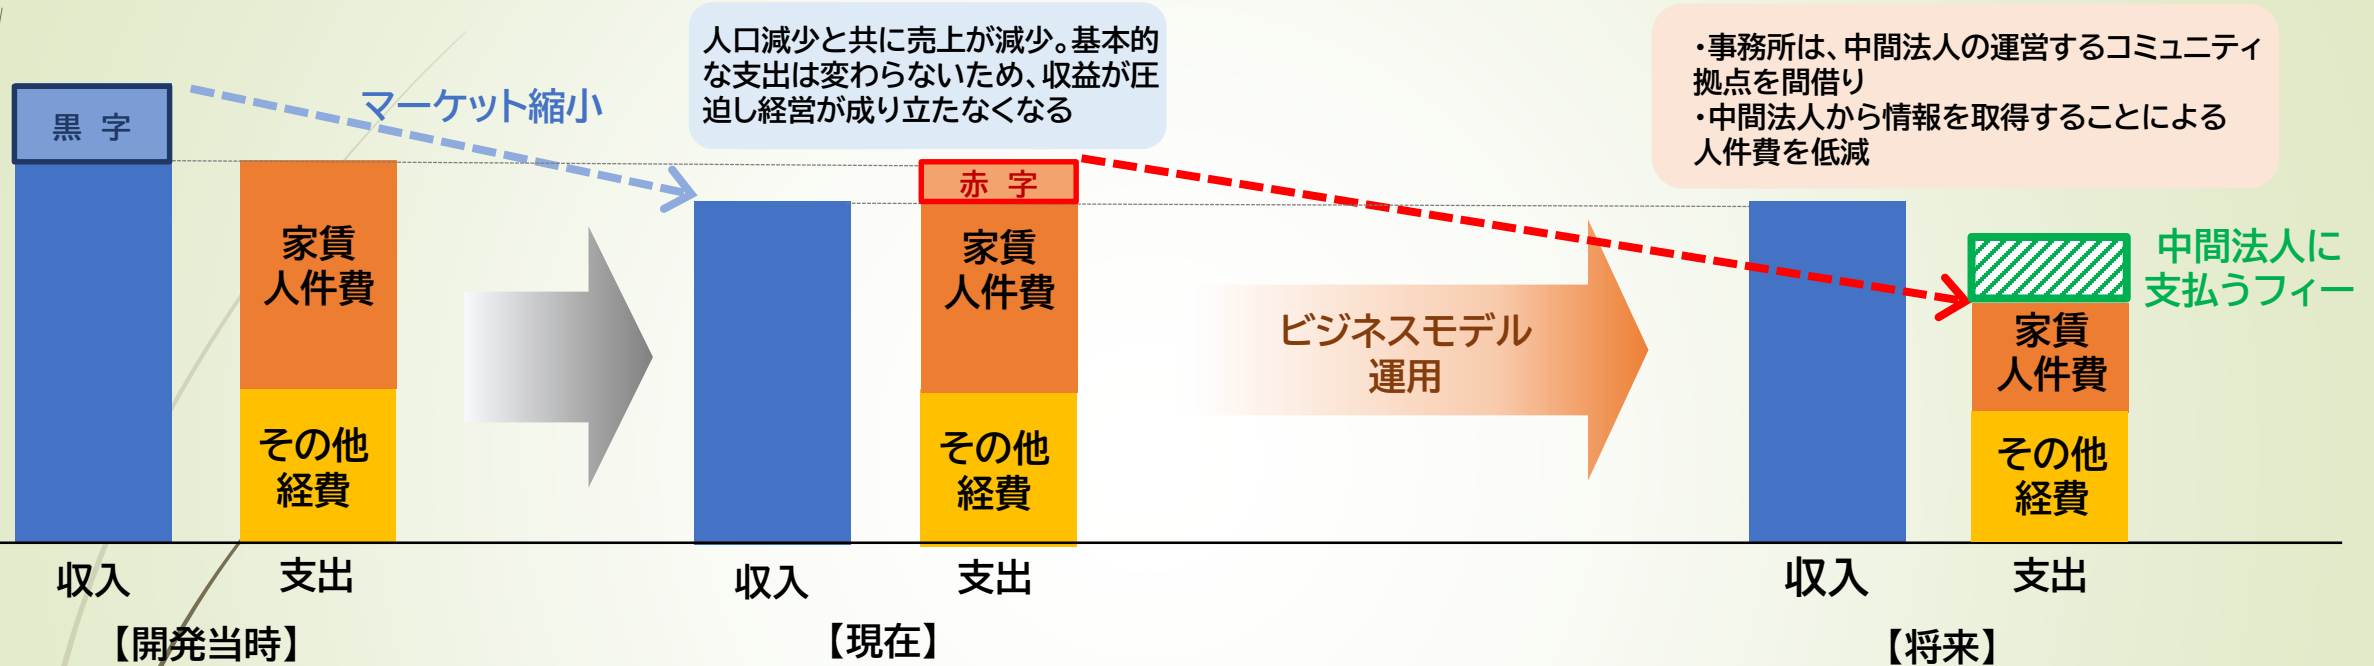 人口減少と共に売上が減少。基本的
な支出は変わらないため、収益が圧
迫し経営が成り立たなくなる
・事務所は、中間法人の運営するコミュニティ
拠点を間借り
・中間法人から情報を取得することによる
人件費を低減
マーケット縮小
黒 字
家賃
人件費
その他
経費
収入
支出
【開発当時】
赤 字
家賃
人件費
その他
経費
収入
支出
【現在】
ビジネスモデル
運用
中間法人に
支払うフィー
家賃
人件費
その他
経費
収入
支出
【将来】